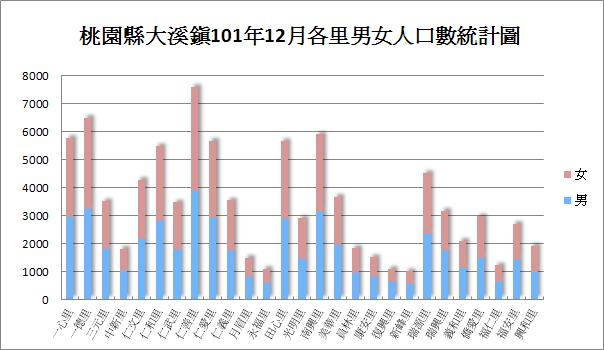 桃園縣大溪鎮101年12月各里男女人口數統計圖
8000
7000
6000
5000
4000
3000
2000
1000
0
女
男
一心里
一德里
三元里
中新里
仁文里
仁和里
仁武里
仁善里
仁愛里
仁義里
月眉里
永福里
田心里
光明里
南興里
美華里
員林里
康安里
復興里
新峰里
瑞源里
瑞興里
義和里
僑愛里
福仁里
福安里
興和里